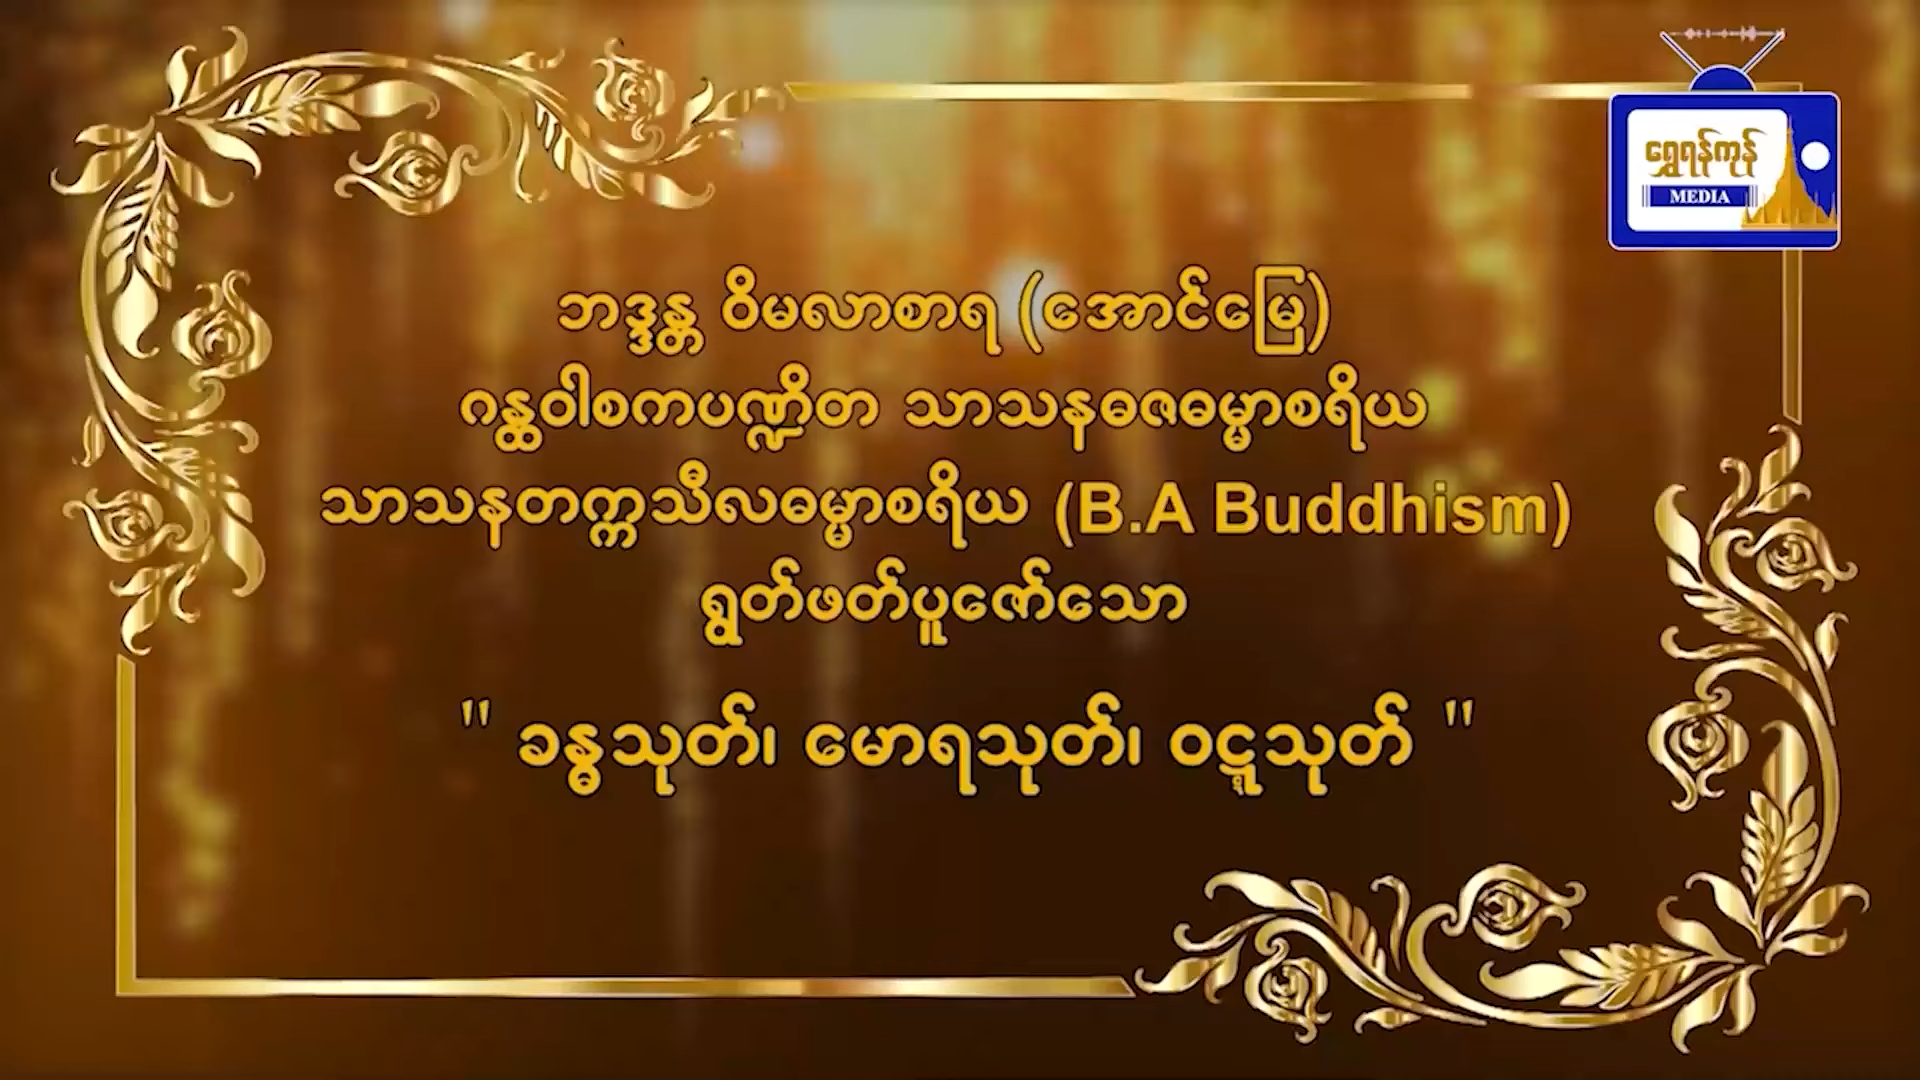 ရွှေရန်ကုန်
MEDIA
ဘဒ္ဒန္တ ဝိမလာစာရ (အောင်မြေ)
ဂန္ထဝါစကပဏ္ဍိတ သာသနဓဇဓမ္မာစရိယ
သာသနတက္ကသီလဓမ္မာစရိယ (B.A Buddhism)
ရွတ်ဖတ်ပူဇော်သော
" ခန္ဓသုတ်၊ မောရသုတ်၊ ဝဋ္ဋသုတ် "